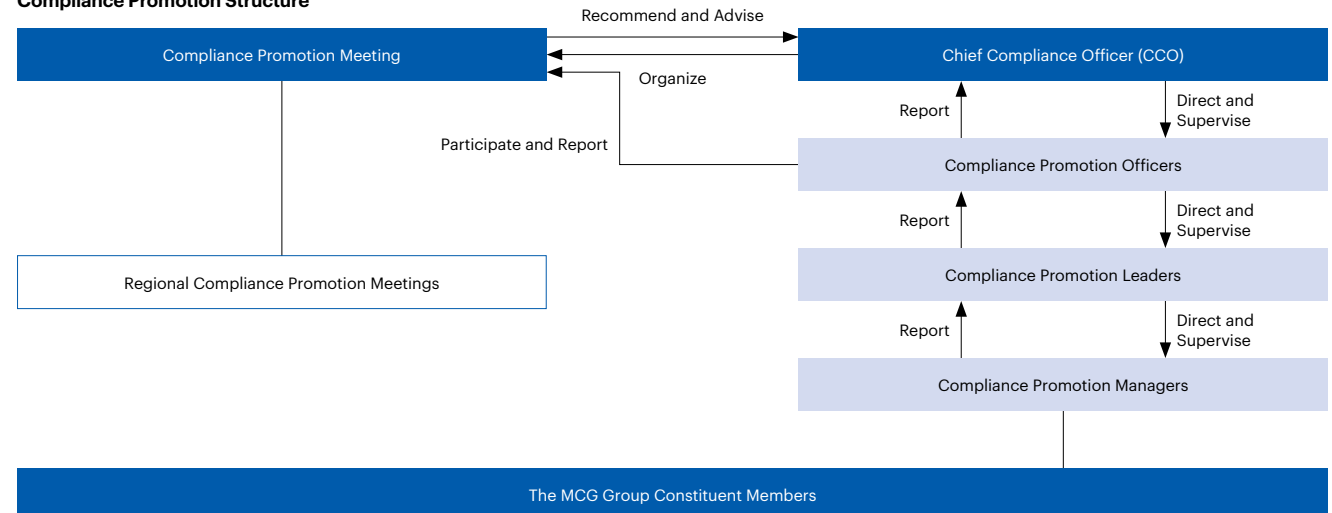 Compliance Promotion Structure
Recommend and Advise
Compliance Promotion Meeting
Chief Compliance Officer (CCO)
Organize
Report
Direct and
Supervise
Participate and Report
Compliance Promotion Officers
Report
Direct and
Supervise
Regional Compliance Promotion Meetings
Compliance Promotion Leaders
Report
Direct and
Supervise
Compliance Promotion Managers
The MCG Group Constituent Members